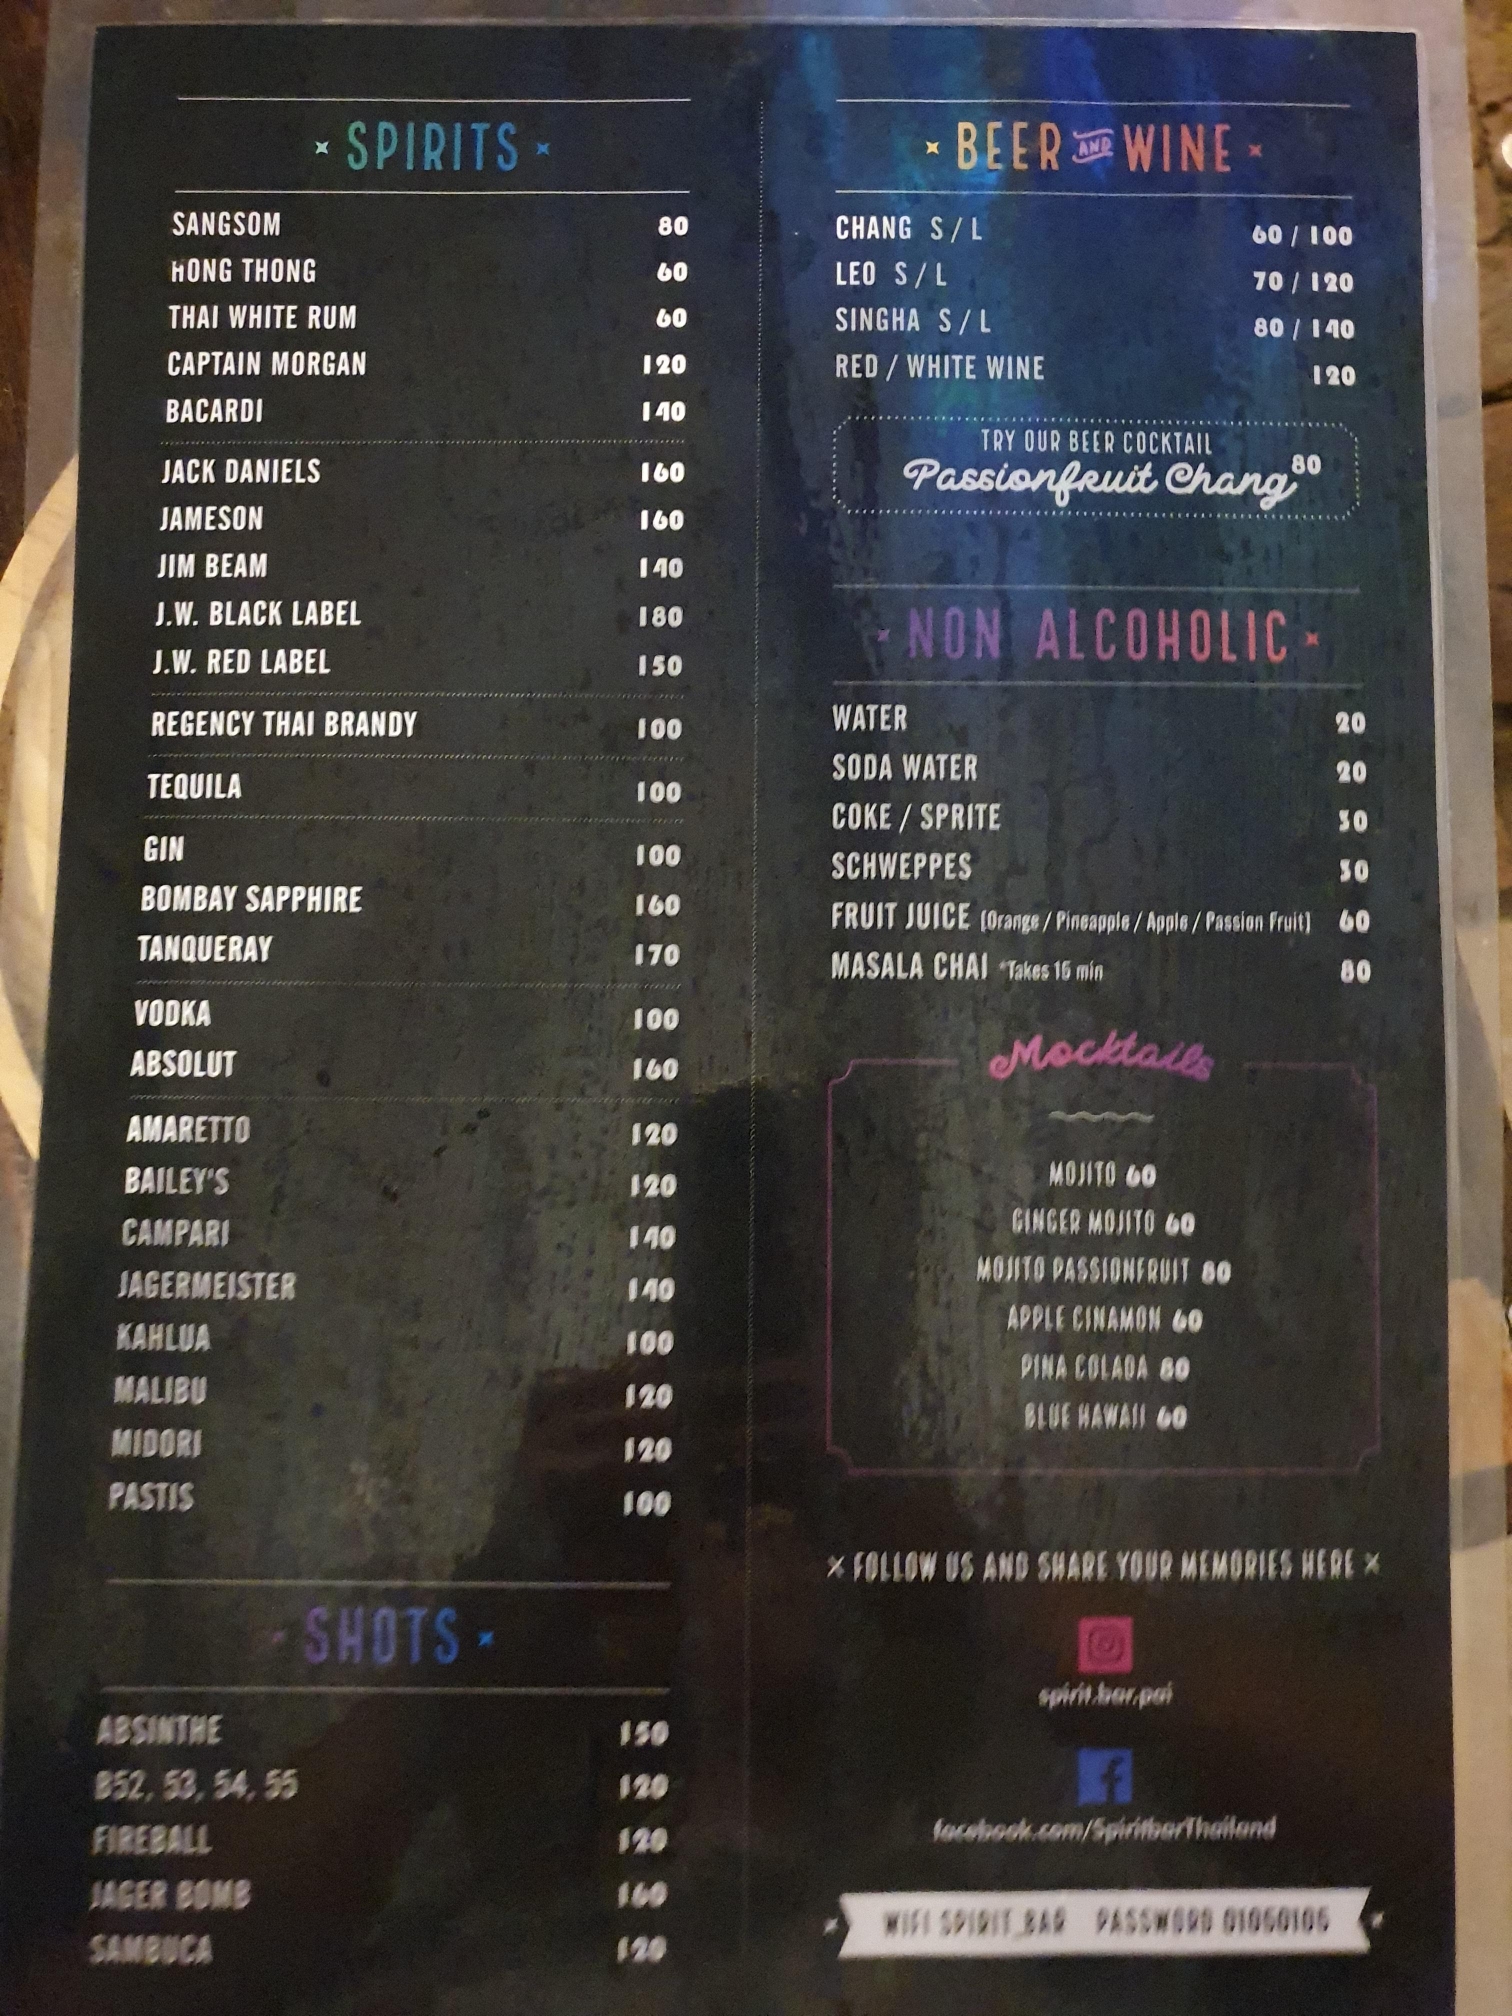 SPIRITS
SANGSOM 80
HONG THONG 60
THAI WHITE RUM 60
CAPTAIN MORGAN 120
BACARDI 140
JACK DANIELS 160
JAMESON 160
JIM BEAM 140
J.W. BLACK LABEL 180
J.W. RED LABEL 150
REGENCY THAI BRANDY 100
TEQUILA 100
GIN 100
BOMBAY SAPPHIRE 160
TANQUERAY 170
VODKA 100
ABSOLUT 160
AMARETTO 120
BAILEY'S 120
CAMPARI 140
JAGERMEISTER 140
KAHLUA 100
MALIBU 120
MIDORI 120
PASTIS 100
SHOTS
ABSINTHE 150
B52, 53, 54, 55 120
FIREBALL 120
JAGER BOMB 160
SAMBUCA 120
BEER AND WINE
CHANG S / L 60 / 100
LEO S / L 70 / 120
SINGHA S / L 80 / 140
RED / WHITE WINE 120
TRY OUR BEER COCKTAIL
Passionfruit Chang 80
NON ALCOHOLIC
WATER 20
SODA WATER 20
COKE / SPRITE 30
SCHWEPPES 30
FRUIT JUICE [Orange / Pineapple / Apple / Passion Fruit] 60
MASALA CHAI *Takes 15 min 80
Mocktails
MOJITO 60
GINGER MOJITO 60
MOJITO PASSIONFRUIT 80
APPLE CINAMON 60
PINA COLADA 80
BLUE HAWAII 60
× FOLLOW US AND SHARE YOUR MEMORIES HERE ×
spirit.bar.pai
facebook.com/SpiritbarThailand
WIFI SPIRIT_BAR PASSWORD